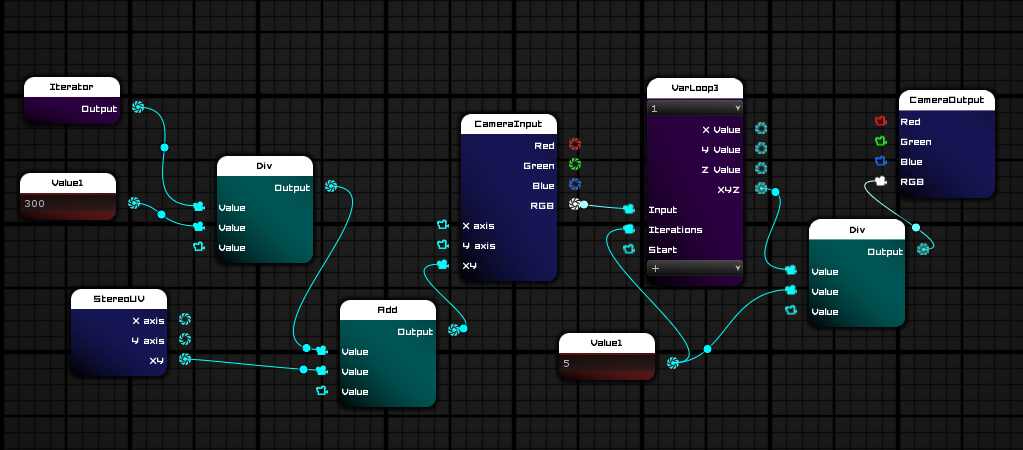 Iterator
Output
Value1
300
StereoUV
X axis
Y axis
XY
Div
Output
Value
Value
Value
Add
Output
Value
Value
Value
CameraInput
Red
Green
Blue
RGB
X axis
Y axis
XY
Value1
5
VarLoop3
1
X Value
Y Value
Z Value
XYZ
Input
Iterations
Start
+
Div
Output
Value
Value
Value
CameraOutput
Red
Green
Blue
RGB